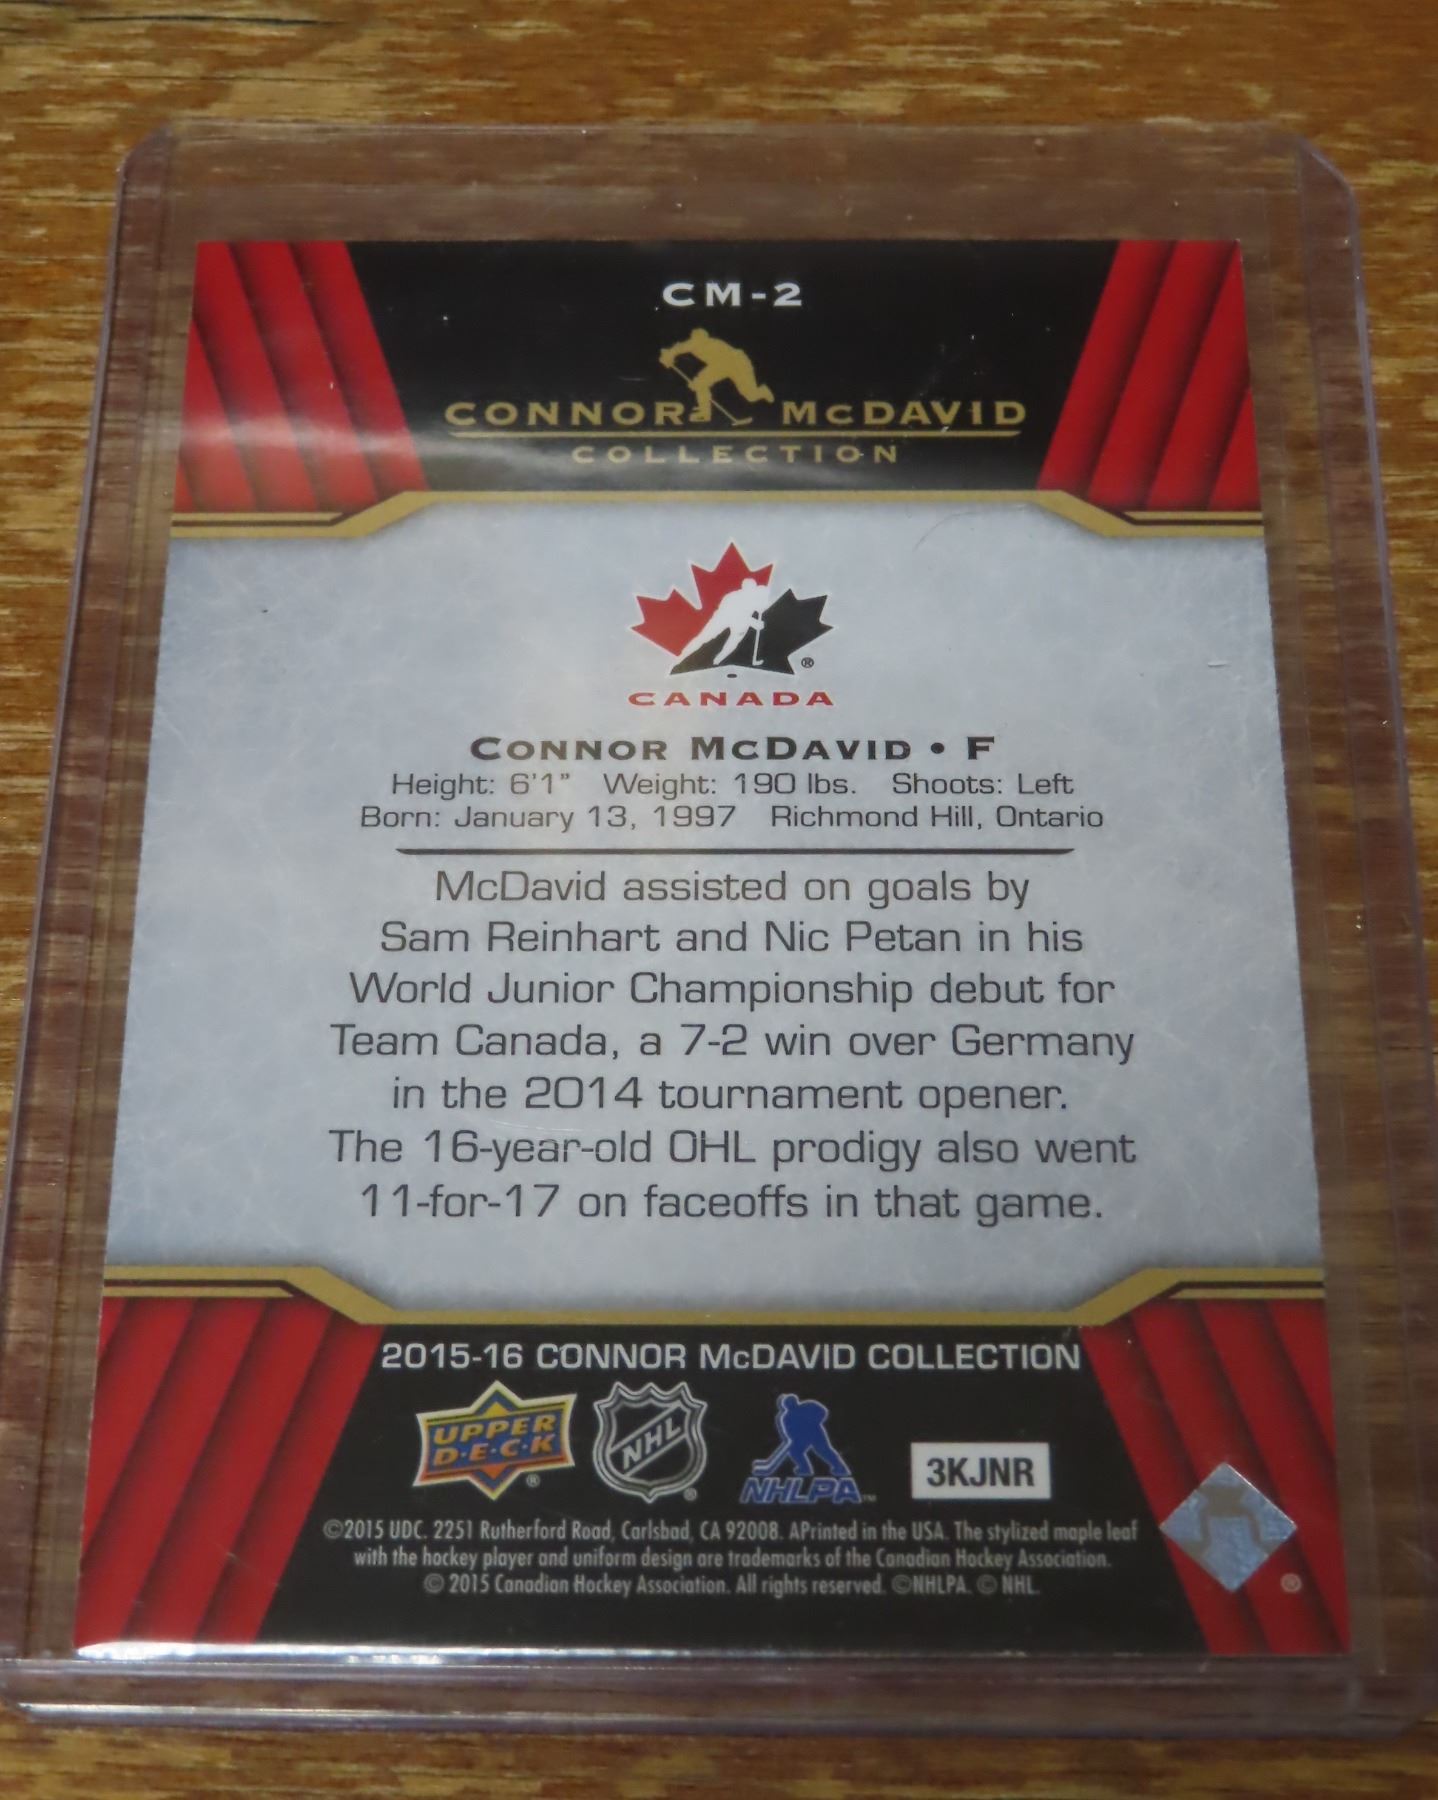 CM-2
CONNOR McDAVID
COLLECTION
®
CANADA
CONNOR McDAVID • F
Height: 6'1" Weight: 190 lbs. Shoots: Left
Born: January 13, 1997 Richmond Hill, Ontario
McDavid assisted on goals by
Sam Reinhart and Nic Petan in his
World Junior Championship debut for
Team Canada, a 7-2 win over Germany
in the 2014 tournament opener.
The 16-year-old OHL prodigy also went
11-for-17 on faceoffs in that game.
2015-16 CONNOR McDAVID COLLECTION
UPPER
D·E·C·K
®
NHL
®
NHLPA™
3KJNR
©2015 UDC. 2251 Rutherford Road, Carlsbad, CA 92008. APrinted in the USA. The stylized maple leaf
with the hockey player and uniform design are trademarks of the Canadian Hockey Association.
© 2015 Canadian Hockey Association. All rights reserved. ©NHLPA. © NHL.
®